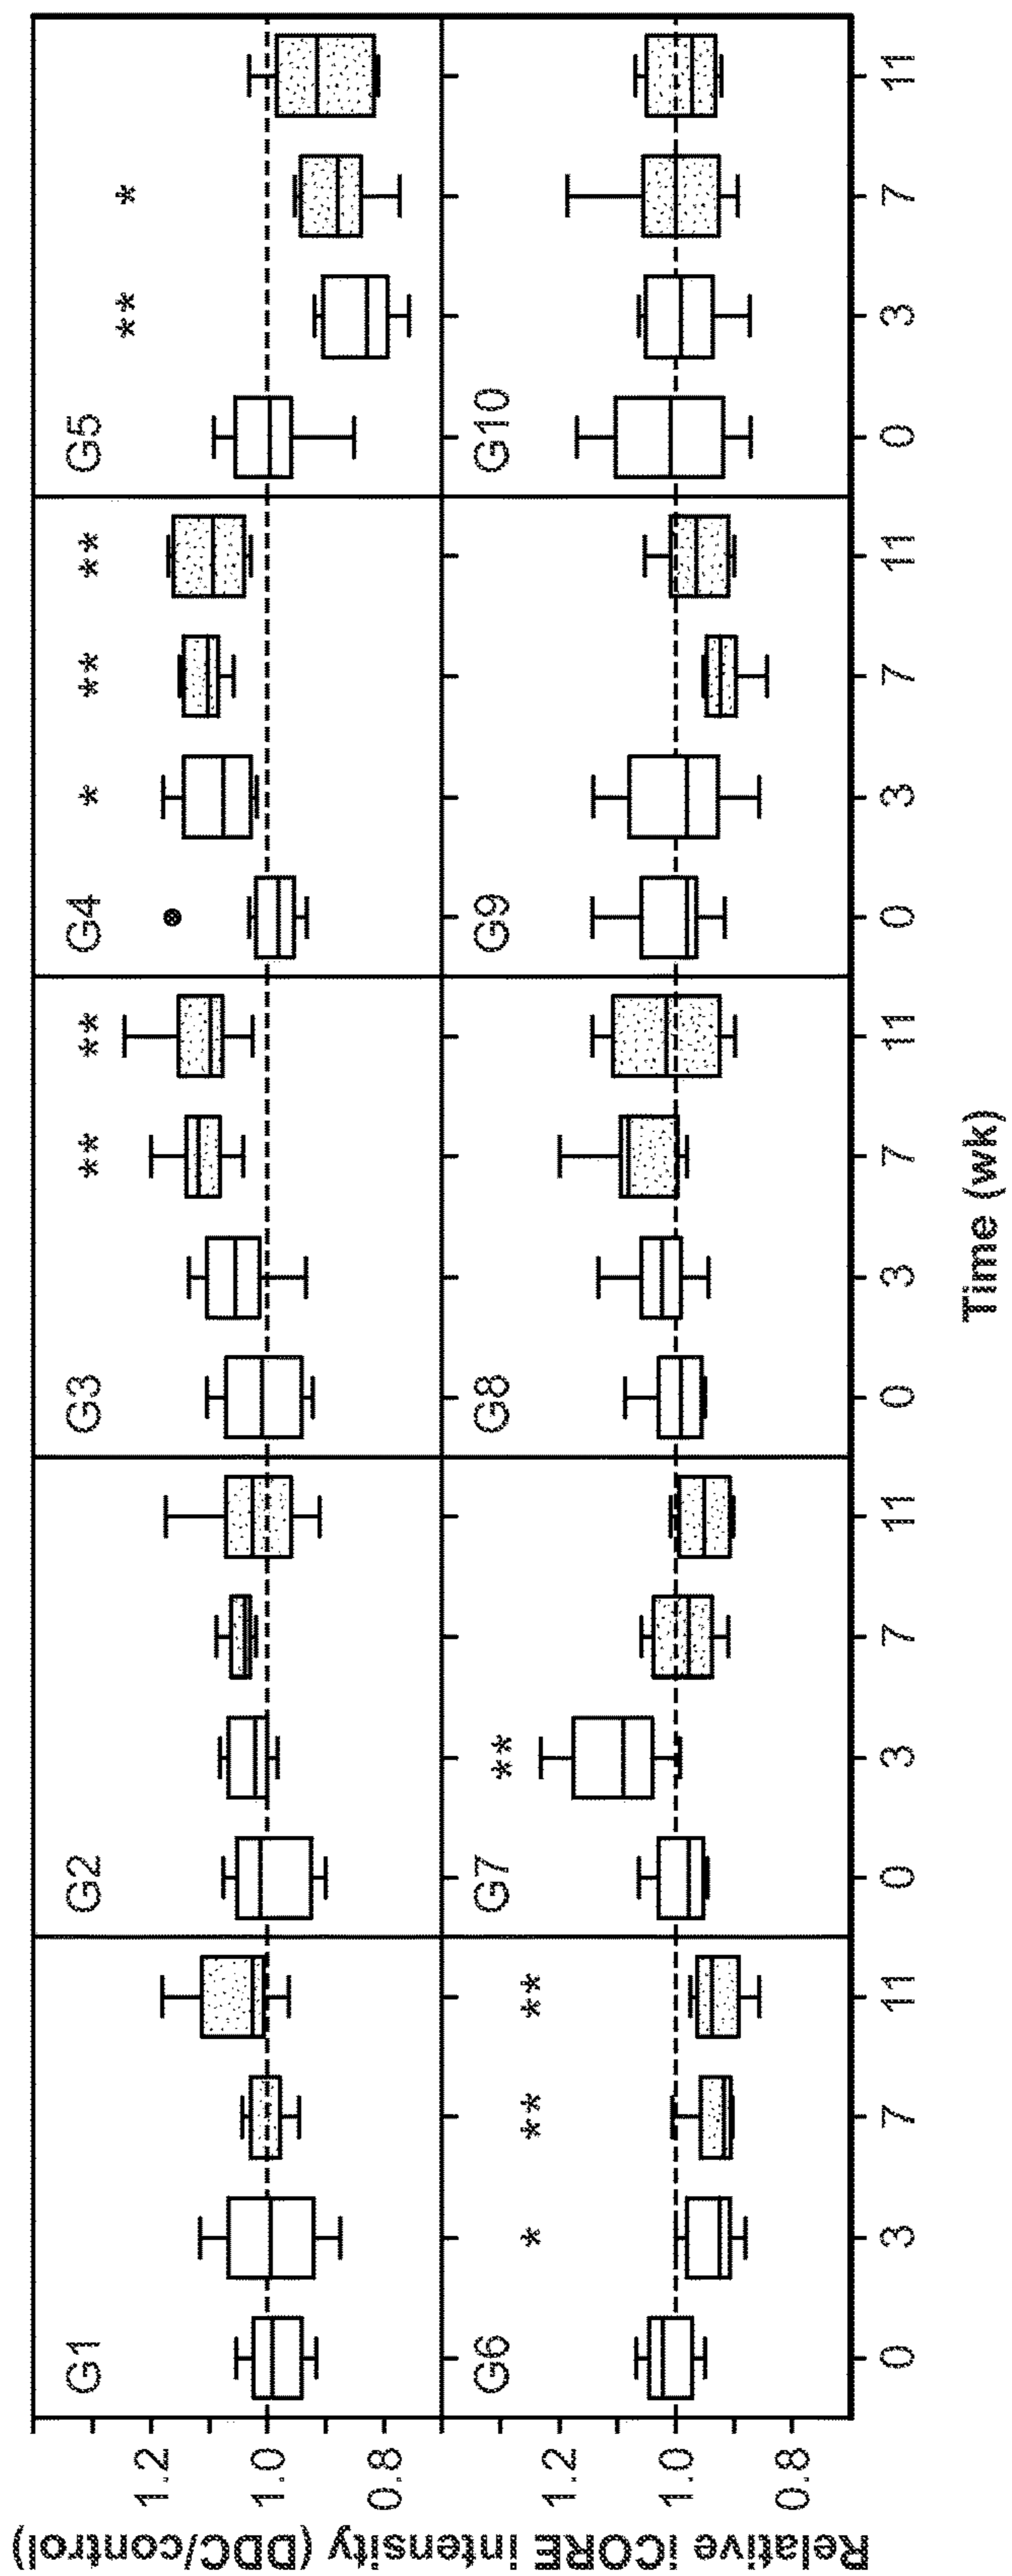 Relative iCORE intensity (DDC/control)
G1 G2 G3 G4 G5
** ** * ** ** ** *
1.2
1.0
0.8
G6 G7 G8 G9 G10
* ** ** **
1.2
1.0
0.8
0 3 7 11 0 3 7 11 0 3 7 11 0 3 7 11 0 3 7 11
Time (wk)